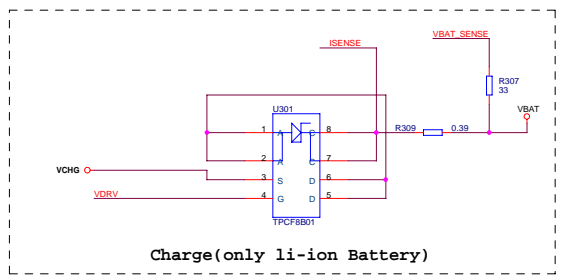 VBAT_SENSE
ISENSE
R307
33
U301
VBAT
R309 0.39
1 A C 8
2 A C 7
VCHG 3 S D 6
VDRV 4 G D 5
TPCF8B01
Charge(only li-ion Battery)